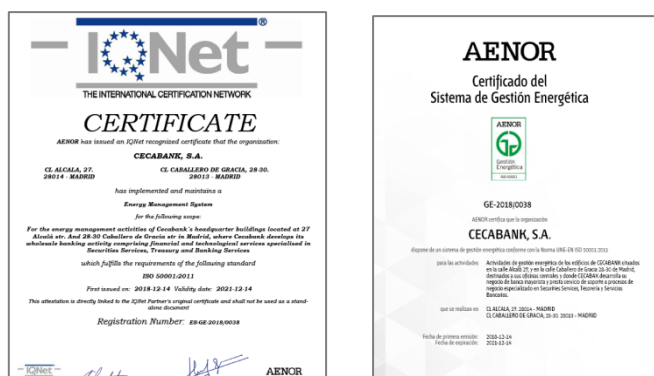 IQNet ®
THE INTERNATIONAL CERTIFICATION NETWORK
CERTIFICATE
AENOR has issued an IQNet recognized certificate that the organization:
CECABANK, S.A.
CL ALCALA, 27.
28014 - MADRID
CL CABALLERO DE GRACIA, 28-30.
28013 - MADRID
has implemented and maintains a
Energy Management System
for the following scope:
For the energy management activities of Cecabank's headquarter buildings located at 27
Alcalá str. And 28-30 Caballero de Gracia str in Madrid, where Cecabank develops its
wholesale banking activity comprising financial and technological services specialised in
Securities Services, Treasury and Banking Services
which fulfills the requirements of the following standard
ISO 50001:2011
First issued on: 2018-12-14 Validity date: 2021-12-14
This attestation is directly linked to the IQNet Partner's original certificate and shall not be used as a stand-
alone document
Registration Number: ES-GE-2018/0038
IQNet
AENOR
AENOR
Certificado del
Sistema de Gestión Energética
AENOR
Gestión
Energética
ISO 50001
GE-2018/0038
AENOR certifica que la organización
CECABANK, S.A.
dispone de un sistema de gestión energética conforme con la Norma UNE-EN ISO 50001:2011
para las actividades
Actividades de gestión energética de los edificios de CECABANK situados
en la calle Alcalá 27, y en la calle Caballero de Gracia 28-30 de Madrid,
destinados a sus oficinas centrales y donde CECABAK desarrolla su
negocio de banca mayorista y presta servicio de soporte a procesos de
negocio especializado en Securities Services, Tesorería y Servicios
Bancarios.
que se realizan en
CL ALCALA, 27. 28014 - MADRID
CL CABALLERO DE GRACIA, 28-30. 28013 - MADRID
Fecha de primera emisión: 2018-12-14
Fecha de expiración: 2021-12-14